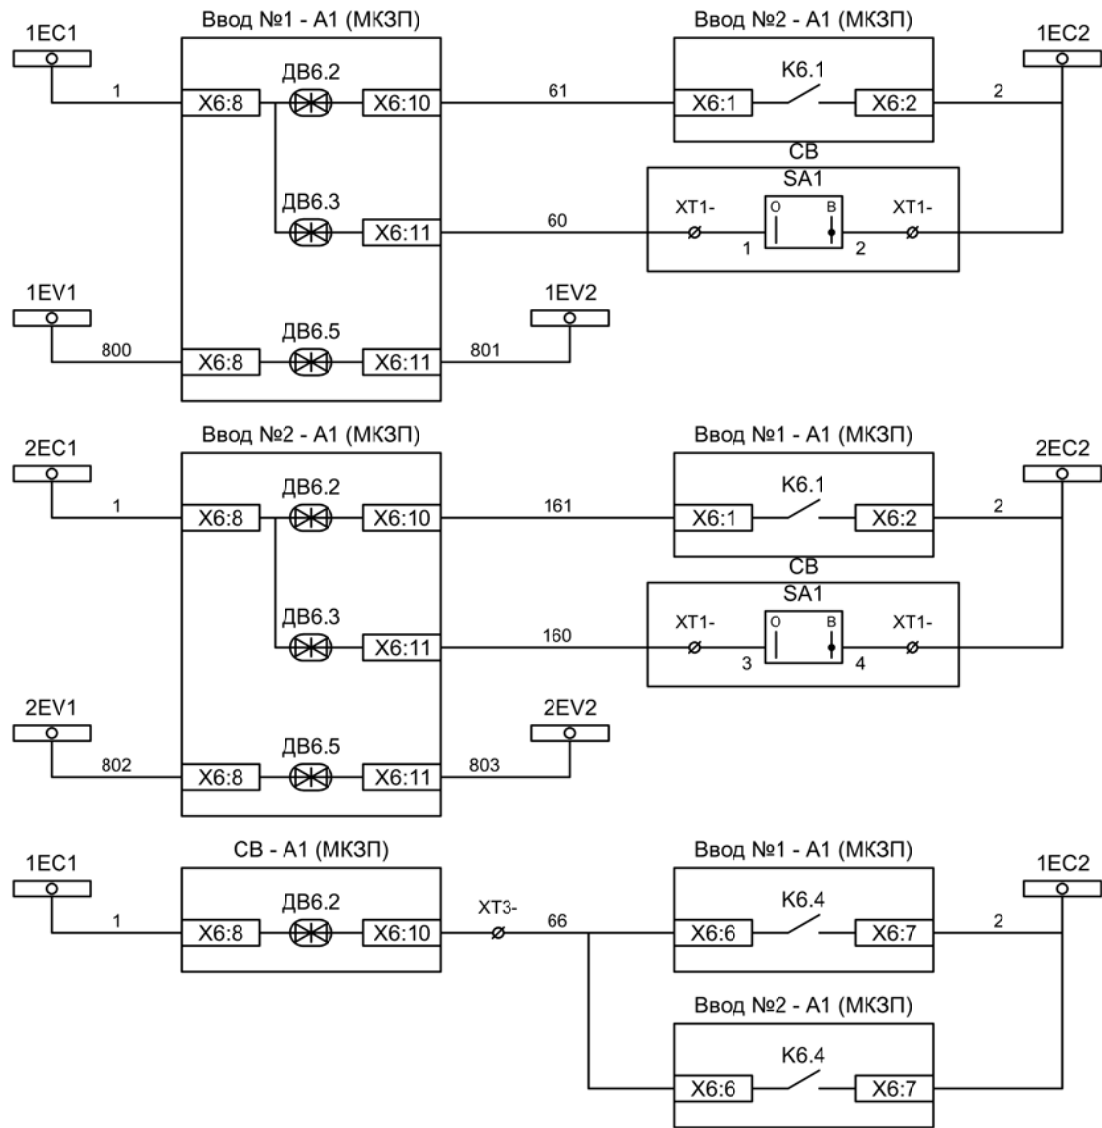 Ввод №1 - А1 (МКЗП)
Ввод №2 - А1 (МКЗП)
1ЕС1
1ЕС2
ДВ6.2
К6.1
1
Х6:8
Х6:10
61
Х6:1
Х6:2
2
СВ
SA1
ДВ6.3
ХТ1-
О
В
ХТ1-
Х6:11
60
1
2
1EV1
1EV2
ДВ6.5
800
Х6:8
Х6:11
801
Ввод №2 - А1 (МКЗП)
Ввод №1 - А1 (МКЗП)
2ЕС1
2ЕС2
ДВ6.2
К6.1
1
Х6:8
Х6:10
161
Х6:1
Х6:2
2
СВ
SA1
ДВ6.3
ХТ1-
О
В
ХТ1-
Х6:11
160
3
4
2EV1
2EV2
ДВ6.5
802
Х6:8
Х6:11
803
СВ - А1 (МКЗП)
Ввод №1 - А1 (МКЗП)
1ЕС1
1ЕС2
ДВ6.2
К6.4
1
Х6:8
Х6:10
ХТ3-
66
Х6:6
Х6:7
2
Ввод №2 - А1 (МКЗП)
К6.4
Х6:6
Х6:7